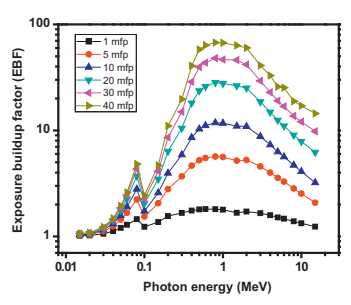 100
10
1
Exposure buildup factor (EBF)
1 mfp
5 mfp
10 mfp
20 mfp
30 mfp
40 mfp
0.01 0.1 1 10
Photon energy (MeV)